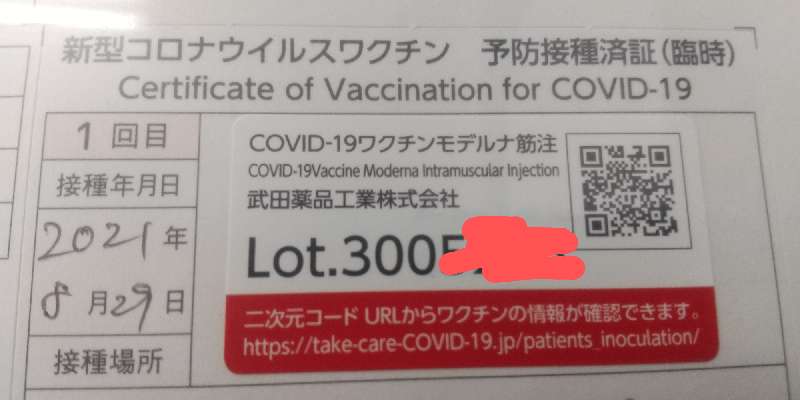 新型コロナウイルスワクチン 予防接種済証(臨時)
Certificate of Vaccination for COVID-19
1回目
接種年月日
2021年
8月29日
接種場所
COVID-19ワクチンモデルナ筋注
COVID-19Vaccine Moderna Intramuscular Injection
武田薬品工業株式会社
Lot.300
二次元コード URLからワクチンの情報が確認できます。
https://take-care-COVID-19.jp/patients_inoculation/